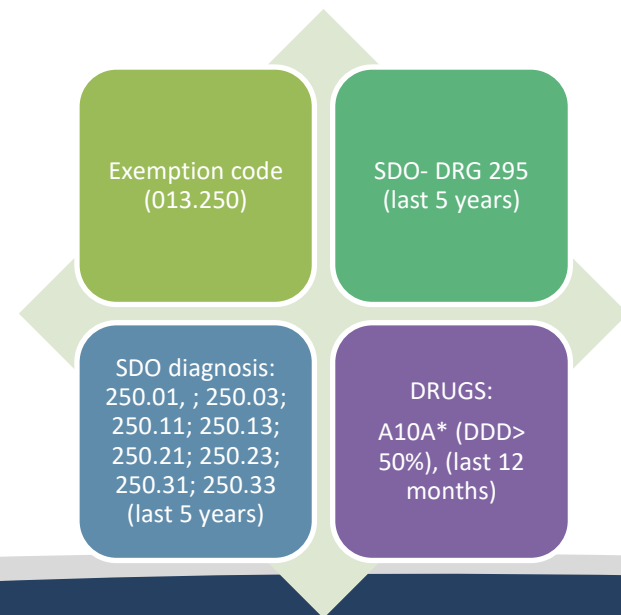 Exemption code
(013.250)
SDO- DRG 295
(last 5 years)
SDO diagnosis:
250.01, ; 250.03;
250.11; 250.13;
250.21; 250.23;
250.31; 250.33
(last 5 years)
DRUGS:
A10A* (DDD>
50%), (last 12
months)